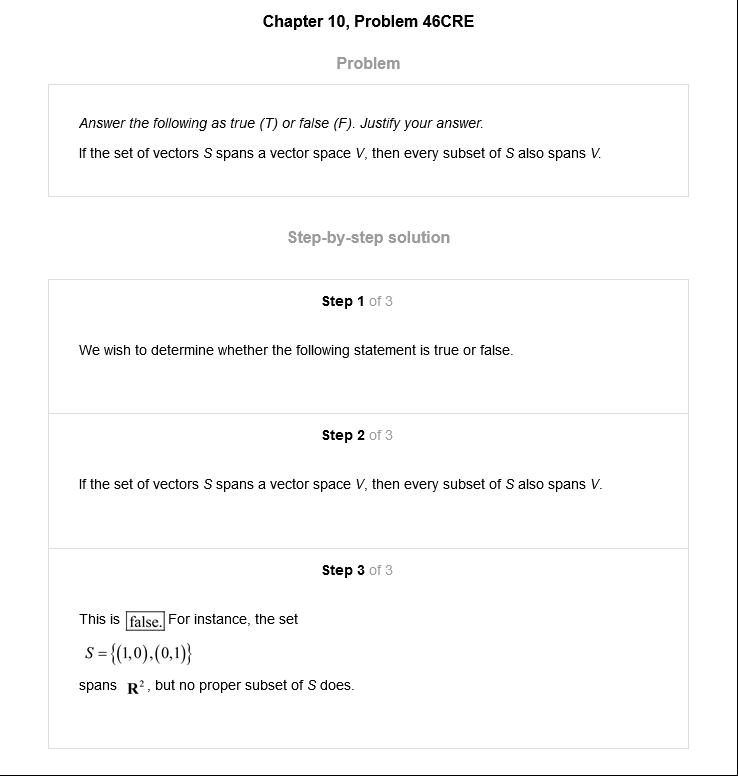 Chapter 10, Problem 46CRE
Problem
Answer the following as true (T) or false (F). Justify your answer.
If the set of vectors S spans a vector space V, then every subset of S also spans V.
Step-by-step solution
Step 1 of 3
We wish to determine whether the following statement is true or false.
Step 2 of 3
If the set of vectors S spans a vector space V, then every subset of S also spans V.
Step 3 of 3
This is false. For instance, the set
S = {(1,0),(0,1)}
spans R², but no proper subset of S does.